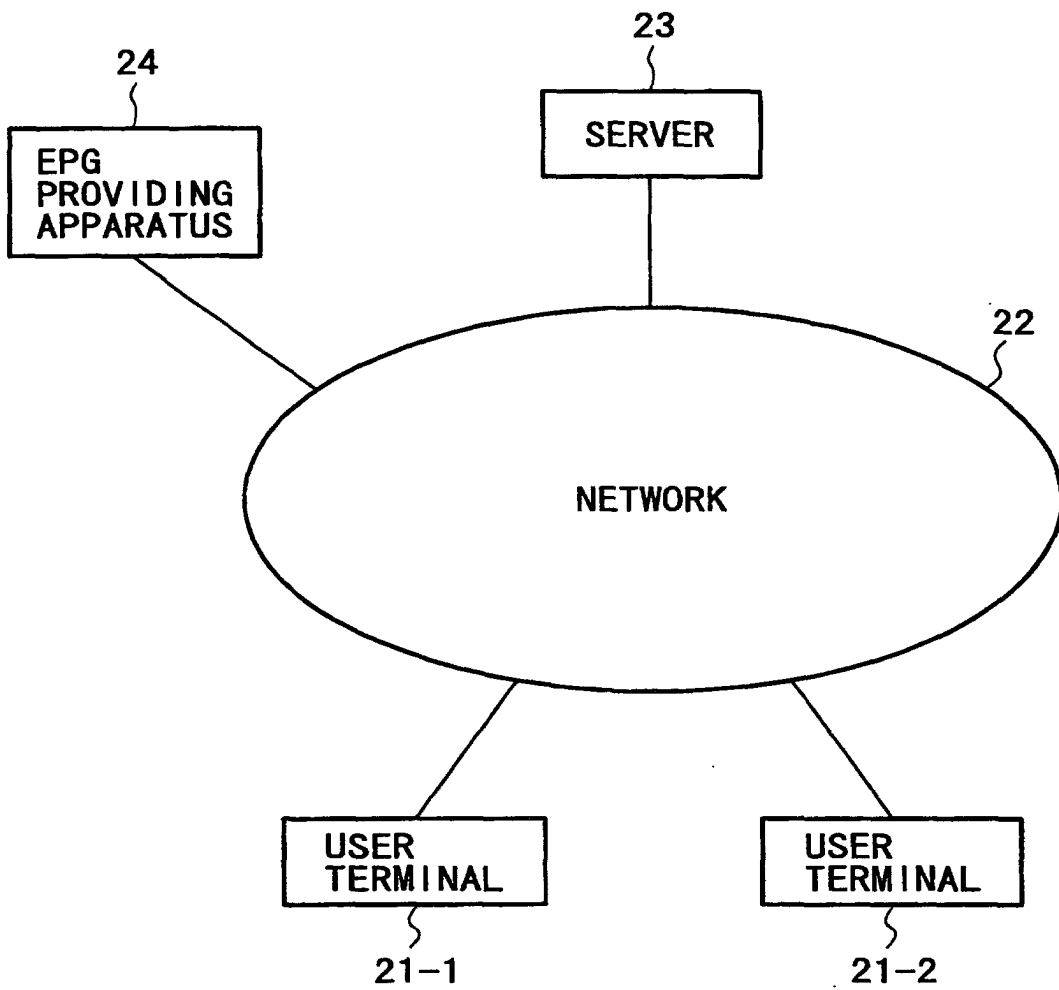 23
24
SERVER
EPG
PROVIDING
APPARATUS
22
NETWORK
USER
TERMINAL
USER
TERMINAL
21-1
21-2